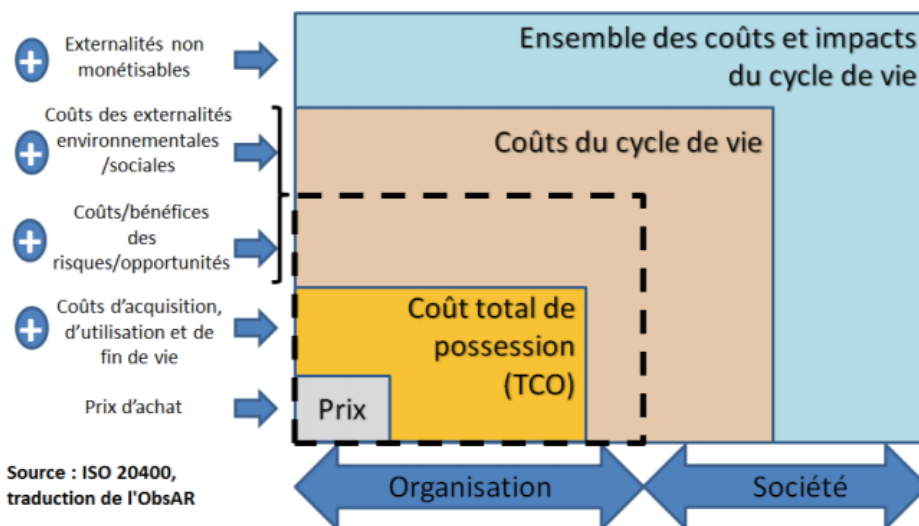 Externalités non
monétisables
Coûts des externalités
environnementales
/sociales
Coûts/bénéfices
des
risques/opportunités
Coûts d'acquisition,
d'utilisation et de
fin de vie
Prix d'achat
Ensemble des coûts et impacts
du cycle de vie
Coûts du cycle de vie
Coût total de
possession
(TCO)
Prix
Organisation
Société
Source : ISO 20400,
traduction de l'ObsAR